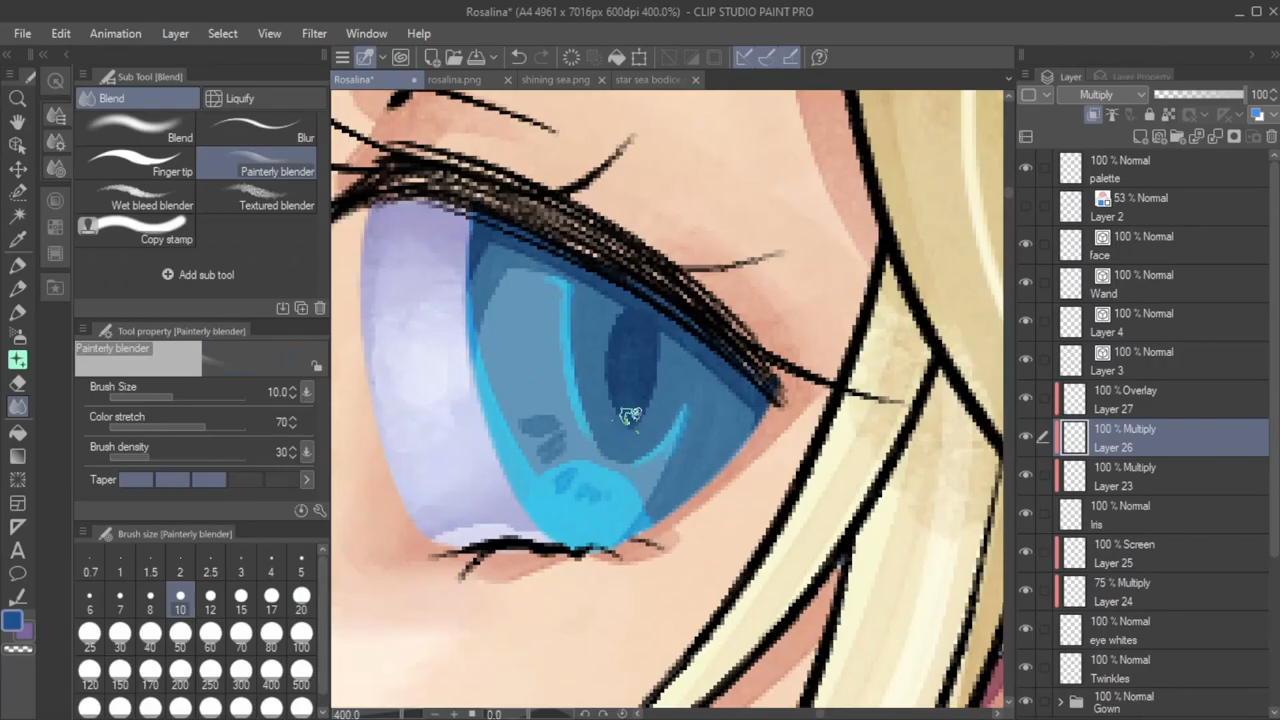 Rosalina* (A4 4961 x 7016px 600dpi 400.0%) - CLIP STUDIO PAINT PRO
File Edit Animation Layer Select View Filter Window Help
Sub Tool [Blend]
Blend Liquify
Blend Blur
Finger tip Painterly blender
Wet bleed blender Textured blender
Copy stamp
Add sub tool
Tool property [Painterly blender]
Painterly blender
Brush Size 10.0
Color stretch 70
Brush density 30
Taper
Brush size [Painterly blender]
0.7 1 1.5 2 2.5 3 4 5
6 7 8 10 12 15 17 20
25 30 40 50 60 70 80 100
120 150 170 200 250 300 400 500
Rosalina* rosalina.png shining sea.png star sea bodice
400.0 0.0
Layer Layer Property
Multiply 100
100 % Normal
palette
53 % Normal
Layer 2
100 % Normal
face
100 % Normal
Wand
100 % Normal
Layer 4
100 % Normal
Layer 3
100 % Overlay
Layer 27
100 % Multiply
Layer 26
100 % Multiply
Layer 23
100 % Normal
Iris
100 % Screen
Layer 25
75 % Multiply
Layer 24
100 % Normal
eye whites
100 % Normal
Twinkles
100 % Normal
Gown